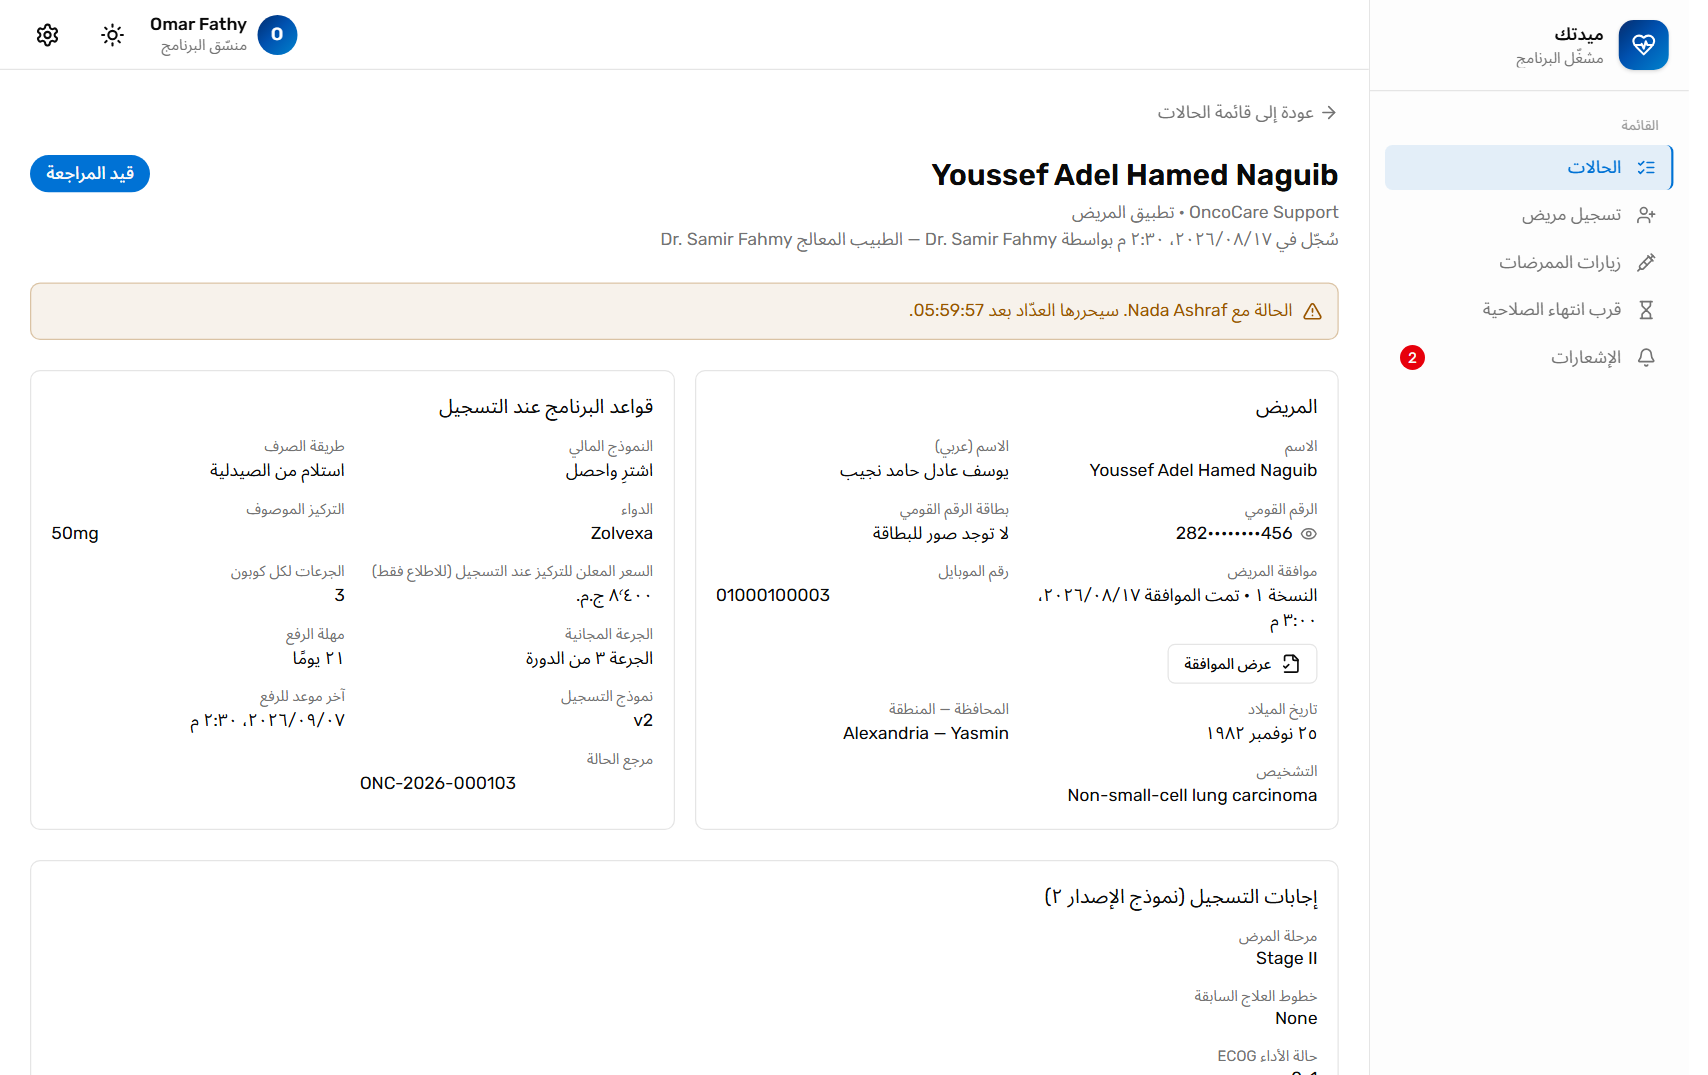 ميدتك
مشغّل البرنامج
القائمة
الحالات
تسجيل مريض
زيارات الممرضات
قرب انتهاء الصلاحية
الإشعارات
2
O
Omar Fathy
منسّق البرنامج
عودة إلى قائمة الحالات
Youssef Adel Hamed Naguib
قيد المراجعة
OncoCare Support • تطبيق المريض
سُجّل في ٢٠٢٦/٠٨/١٧، ٢:٣٠ م بواسطة Dr. Samir Fahmy — الطبيب المعالج Dr. Samir Fahmy
الحالة مع Nada Ashraf. سيحررها العدّاد بعد 05:59:57.
المريض
الاسم
Youssef Adel Hamed Naguib
الاسم (عربي)
يوسف عادل حامد نجيب
الرقم القومي
282••••••••456
بطاقة الرقم القومي
لا توجد صور للبطاقة
موافقة المريض
النسخة ١ • تمت الموافقة ٢٠٢٦/٠٨/١٧،
٣:٠٠ م
عرض الموافقة
رقم الموبايل
01000100003
تاريخ الميلاد
٢٥ نوفمبر ١٩٨٢
المحافظة — المنطقة
Alexandria — Yasmin
التشخيص
Non-small-cell lung carcinoma
قواعد البرنامج عند التسجيل
النموذج المالي
اشترِ واحصل
طريقة الصرف
استلام من الصيدلية
الدواء
Zolvexa
التركيز الموصوف
50mg
السعر المعلن للتركيز عند التسجيل (للاطلاع فقط)
٨٬٤٠٠ ج.م.
الجرعات لكل كوبون
3
الجرعة المجانية
الجرعة ٣ من الدورة
مهلة الرفع
٢١ يومًا
نموذج التسجيل
v2
آخر موعد للرفع
٢٠٢٦/٠٩/٠٧، ٢:٣٠ م
مرجع الحالة
ONC-2026-000103
إجابات التسجيل (نموذج الإصدار ٢)
مرحلة المرض
Stage II
خطوط العلاج السابقة
None
حالة الأداء ECOG